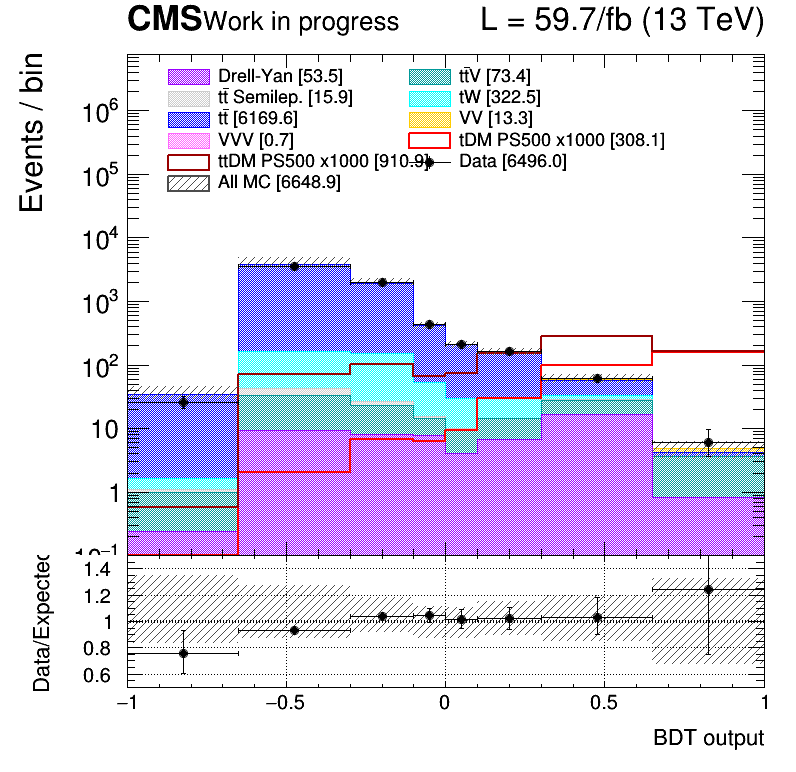 CMS Work in progress L = 59.7/fb (13 TeV)
Events / bin
Drell-Yan [53.5] tt̄V [73.4]
tt̄ Semilep. [15.9] tW [322.5]
tt̄ [6169.6] VV [13.3]
VVV [0.7] tDM PS500 x1000 [308.1]
ttDM PS500 x1000 [910.9] Data [6496.0]
All MC [6648.9]
10⁶
10⁵
10⁴
10³
10²
10
1
10⁻¹
Data/Expected
1.4
1.2
1
0.8
0.6
−1 −0.5 0 0.5 1
BDT output